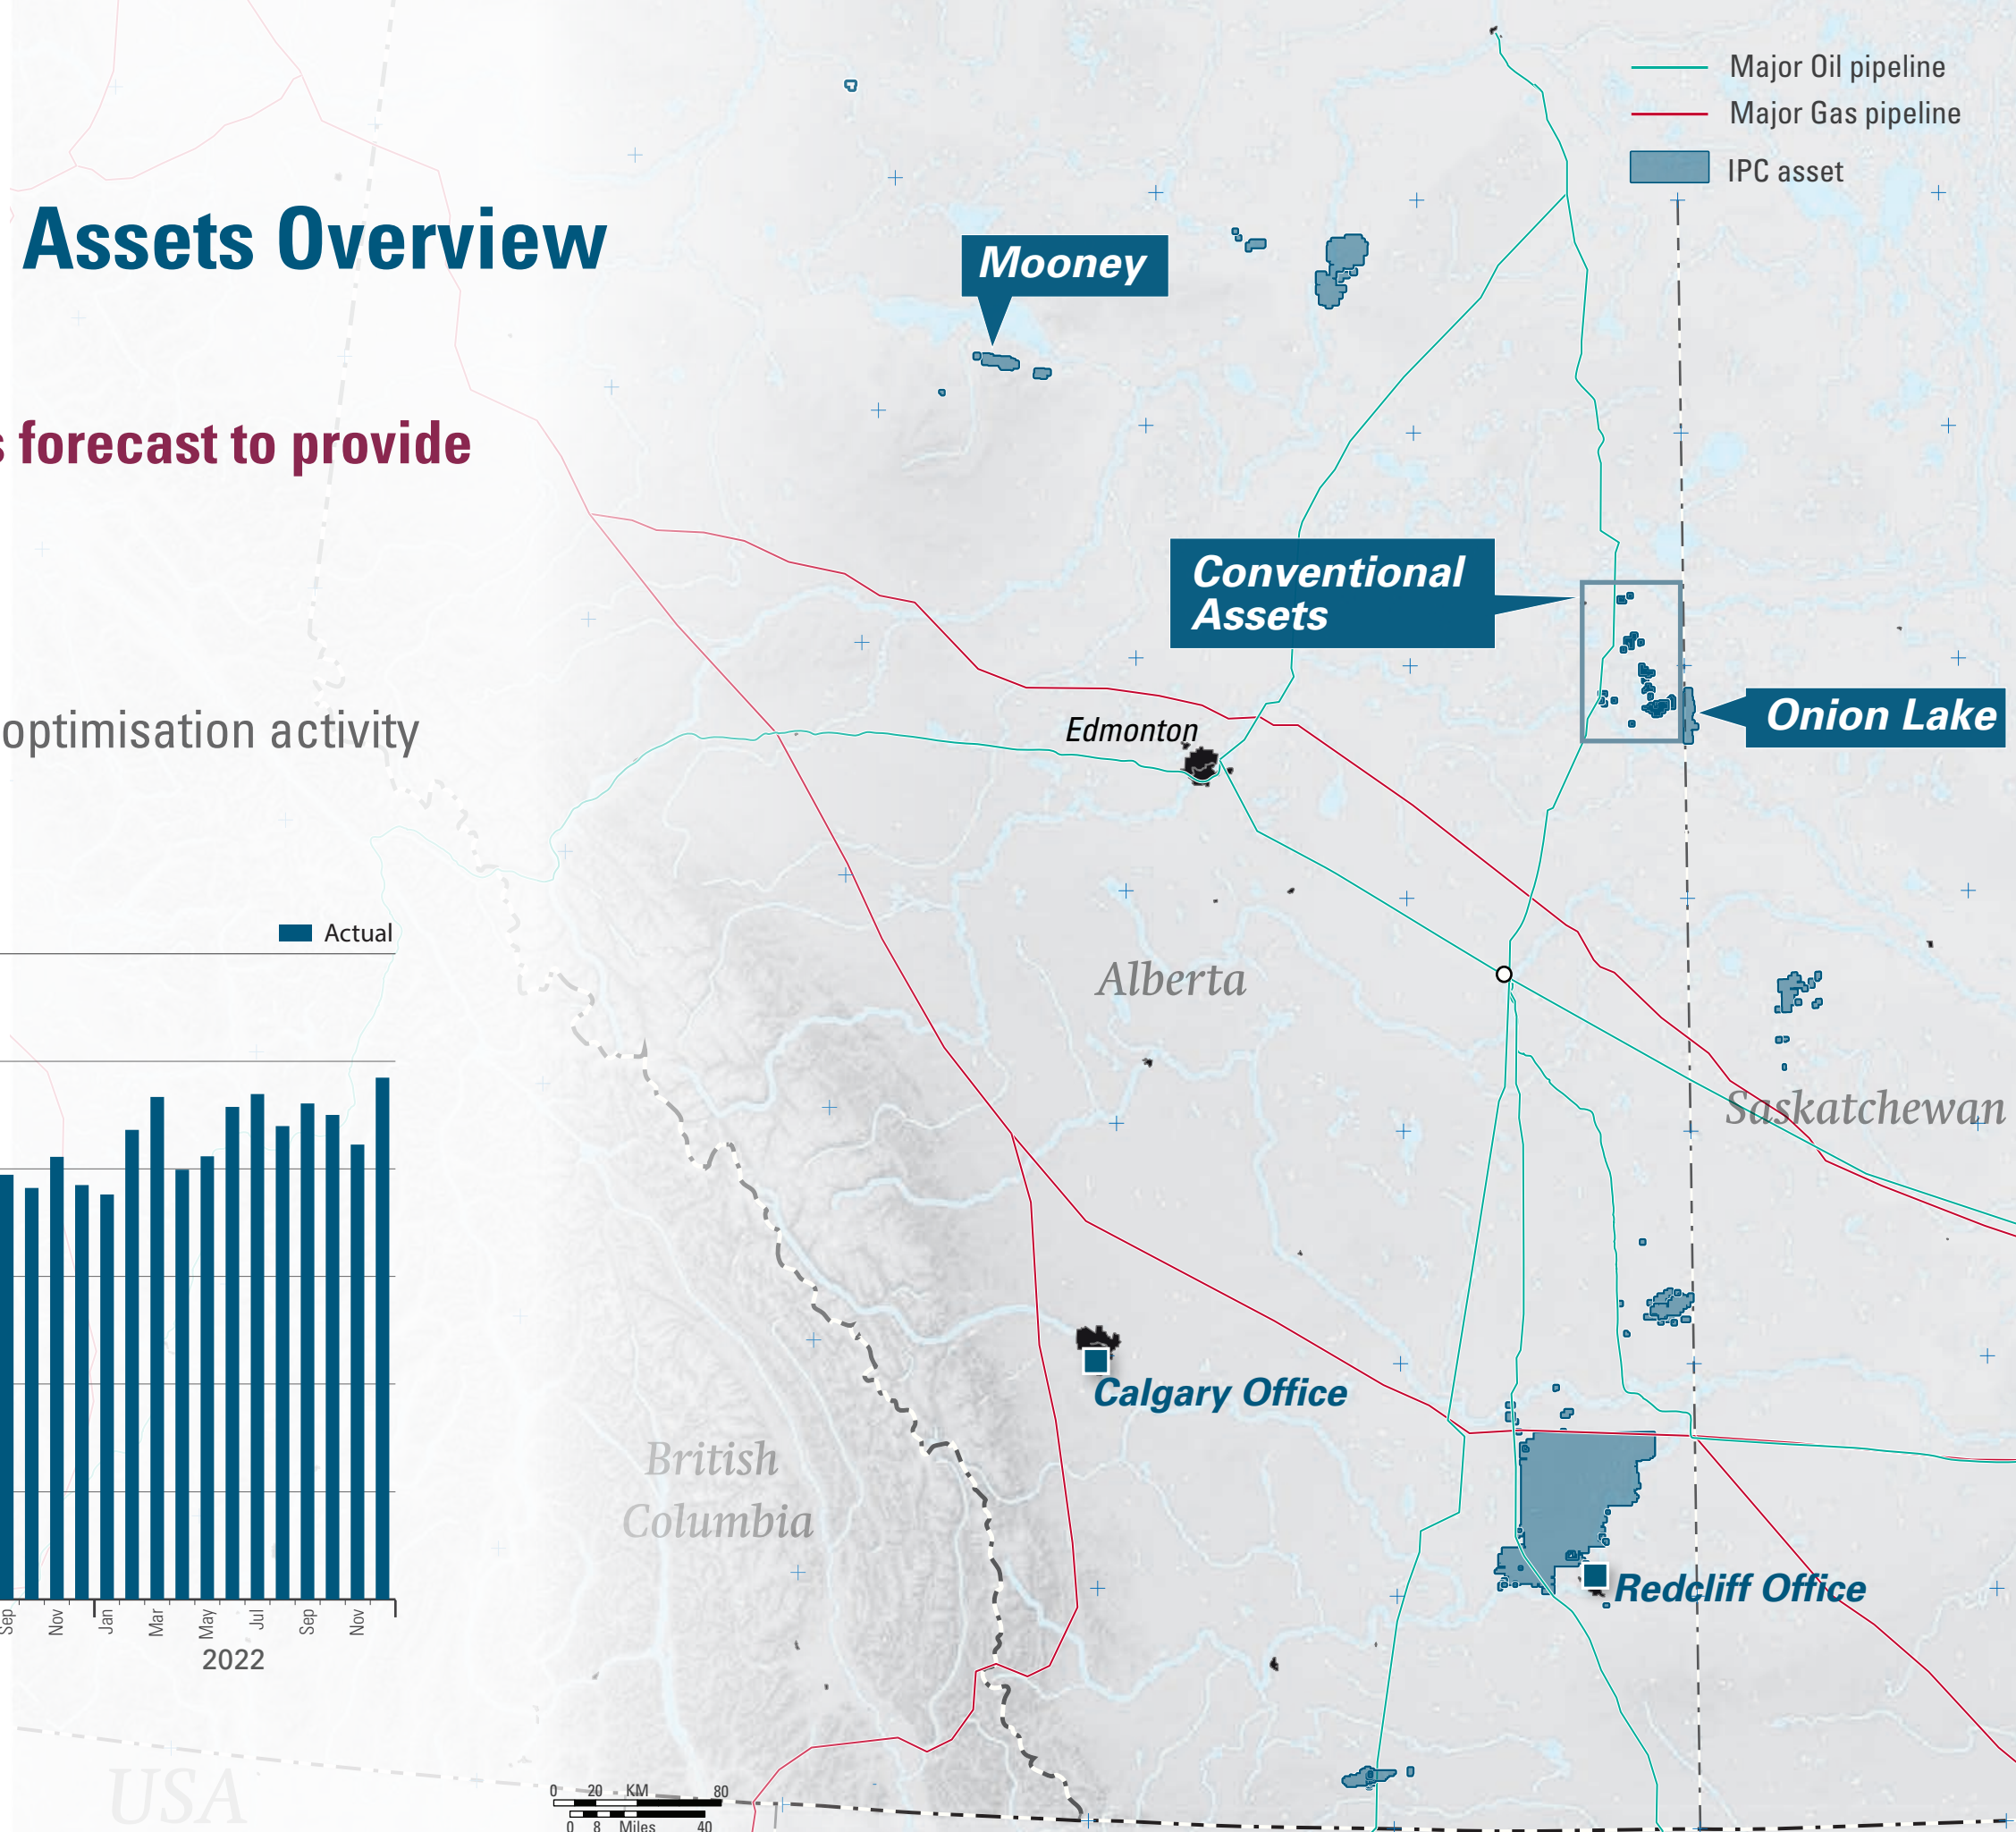 Major Oil pipeline
Major Gas pipeline
IPC asset
Assets Overview
Mooney
s forecast to provide
Conventional
Assets
Onion Lake
optimisation activity
Edmonton
Actual
Alberta
Saskatchewan
Calgary Office
British
Columbia
Redcliff Office
Sep Nov Jan Mar May Jul Sep Nov
2022
USA
0 20 KM 80
0 8 Miles 40